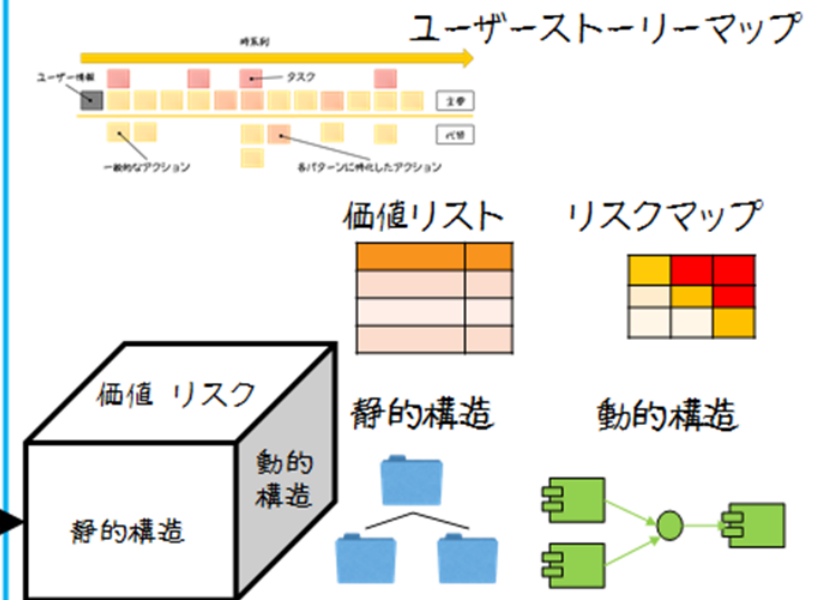 ユーザーストーリーマップ
時系列
ユーザー情報
タスク
主要
代替
一般的なアクション
各パターンに特化したアクション
価値リスト
リスクマップ
価値 リスク
静的構造
動的構造
動的
構造
静的構造